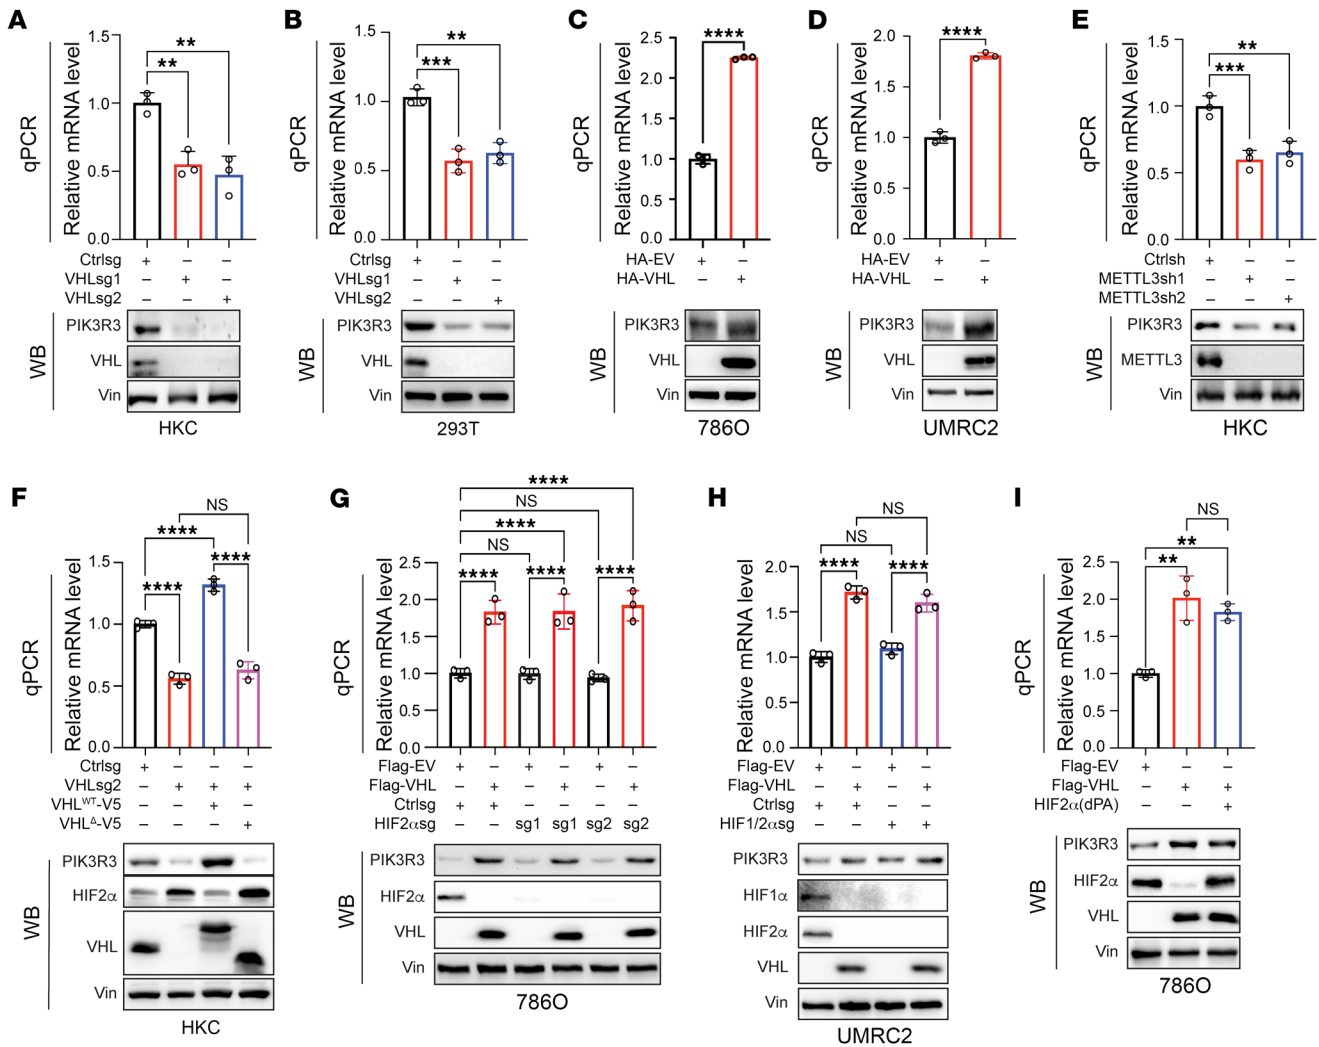 A
qPCR
Relative mRNA level
1.5
1.0
0.5
0.0
**
**
Ctrlsg + – –
VHLsg1 – + –
VHLsg2 – – +
WB
PIK3R3
VHL
Vin
HKC
B
qPCR
Relative mRNA level
1.5
1.0
0.5
0.0
**
***
Ctrlsg + – –
VHLsg1 – + –
VHLsg2 – – +
WB
PIK3R3
VHL
Vin
293T
C
qPCR
Relative mRNA level
2.5
2.0
1.5
1.0
0.5
0.0
****
HA-EV + –
HA-VHL – +
WB
PIK3R3
VHL
Vin
786O
D
qPCR
Relative mRNA level
2.0
1.5
1.0
0.5
0.0
****
HA-EV + –
HA-VHL – +
WB
PIK3R3
VHL
Vin
UMRC2
E
qPCR
Relative mRNA level
1.5
1.0
0.5
0.0
**
***
Ctrlsh + – –
METTL3sh1 – + –
METTL3sh2 – – +
WB
PIK3R3
METTL3
Vin
HKC
F
qPCR
Relative mRNA level
1.5
1.0
0.5
0.0
NS
****
****
****
Ctrlsg + – – –
VHLsg2 – + + +
VHLWT-V5 – – + –
VHLΔ-V5 – – – +
WB
PIK3R3
HIF2α
VHL
Vin
HKC
G
qPCR
Relative mRNA level
2.5
2.0
1.5
1.0
0.5
0.0
****
NS
****
NS
**** **** ****
Flag-EV + – + – + –
Flag-VHL – + – + – +
Ctrlsg + + – – – –
HIF2αsg – – sg1 sg1 sg2 sg2
WB
PIK3R3
HIF2α
VHL
Vin
786O
H
qPCR
Relative mRNA level
2.0
1.5
1.0
0.5
0.0
NS
NS
**** ****
Flag-EV + – + –
Flag-VHL – + – +
Ctrlsg + + – –
HIF1/2αsg – – + +
WB
PIK3R3
HIF1α
HIF2α
VHL
Vin
UMRC2
I
qPCR
Relative mRNA level
2.5
2.0
1.5
1.0
0.5
0.0
NS
**
**
Flag-EV + – –
Flag-VHL – + +
HIF2α(dPA) – – +
WB
PIK3R3
HIF2α
VHL
Vin
786O